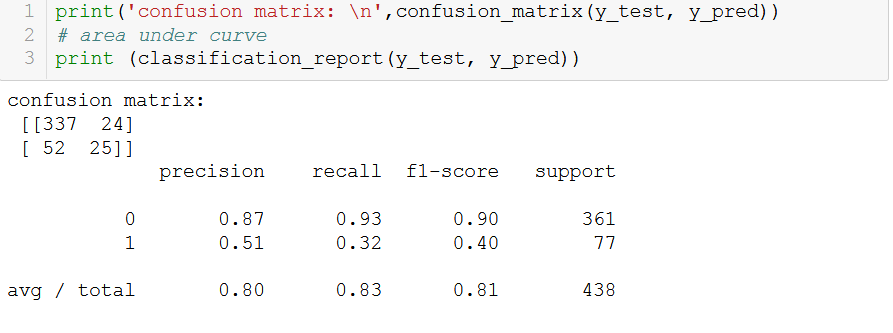 1 print('confusion matrix: \n',confusion_matrix(y_test, y_pred))
2 # area under curve
3 print (classification_report(y_test, y_pred))
confusion matrix:
[[337 24]
[ 52 25]]
precision recall f1-score support
0 0.87 0.93 0.90 361
1 0.51 0.32 0.40 77
avg / total 0.80 0.83 0.81 438